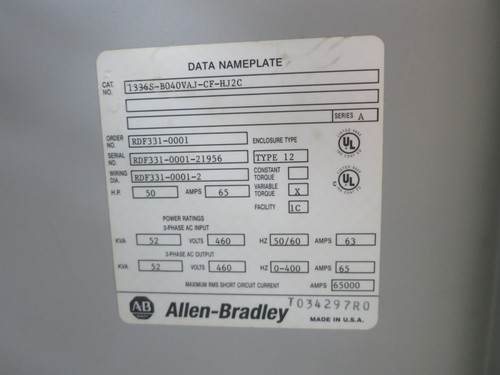 DATA NAMEPLATE
CAT. NO. 1336S-B040VAJ-CF-HJ2C
SERIES A
ORDER NO. RDF331-0001 ENCLOSURE TYPE
SERIAL NO. RDF331-0001-21956 TYPE 12
WIRING DIA. RDF331-0001-2 CONSTANT TORQUE
H.P. 50 AMPS 65 VARIABLE TORQUE X
FACILITY 1C
POWER RATINGS
3-PHASE AC INPUT
KVA 52 VOLTS 460 HZ 50/60 AMPS 63
3-PHASE AC OUTPUT
KVA 52 VOLTS 460 HZ 0-400 AMPS 65
MAXIMUM RMS SHORT CIRCUIT CURRENT AMPS 65000
AB Allen-Bradley T034297R0
MADE IN U.S.A.
UL
UL